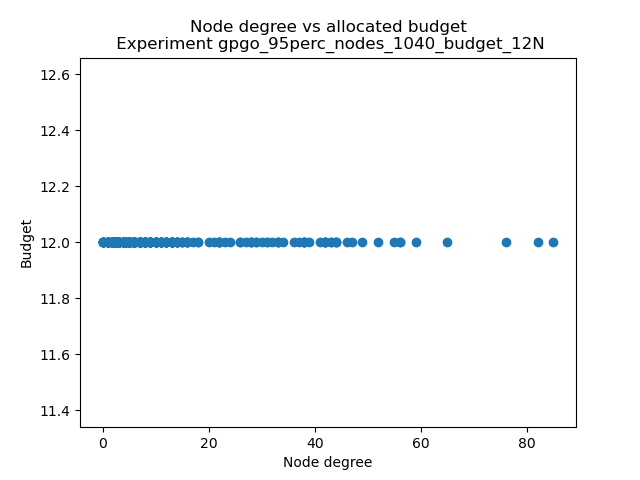 Node degree vs allocated budget
Experiment gpgo_95perc_nodes_1040_budget_12N
12.6
12.4
12.2
12.0
11.8
11.6
11.4
Budget
0 20 40 60 80
Node degree